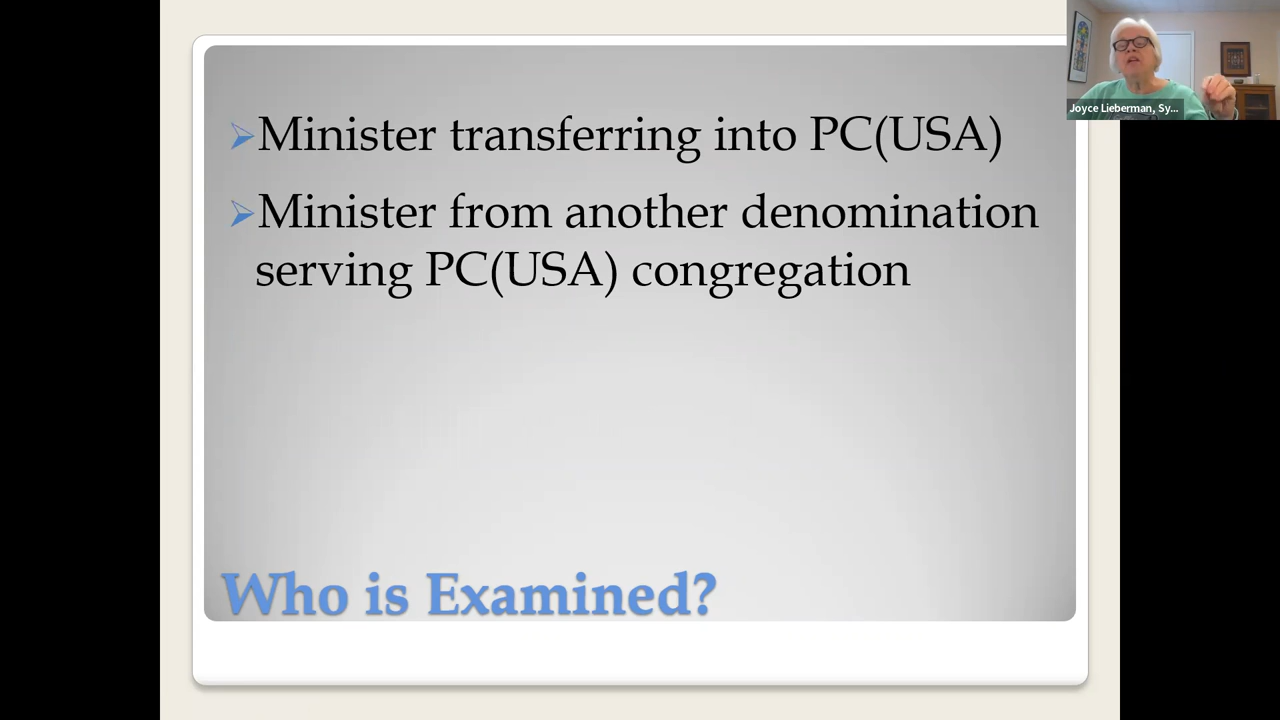 ➢Minister transferring into PC(USA)
➢Minister from another denomination
serving PC(USA) congregation
Who is Examined?
Joyce Lieberman, Sy...